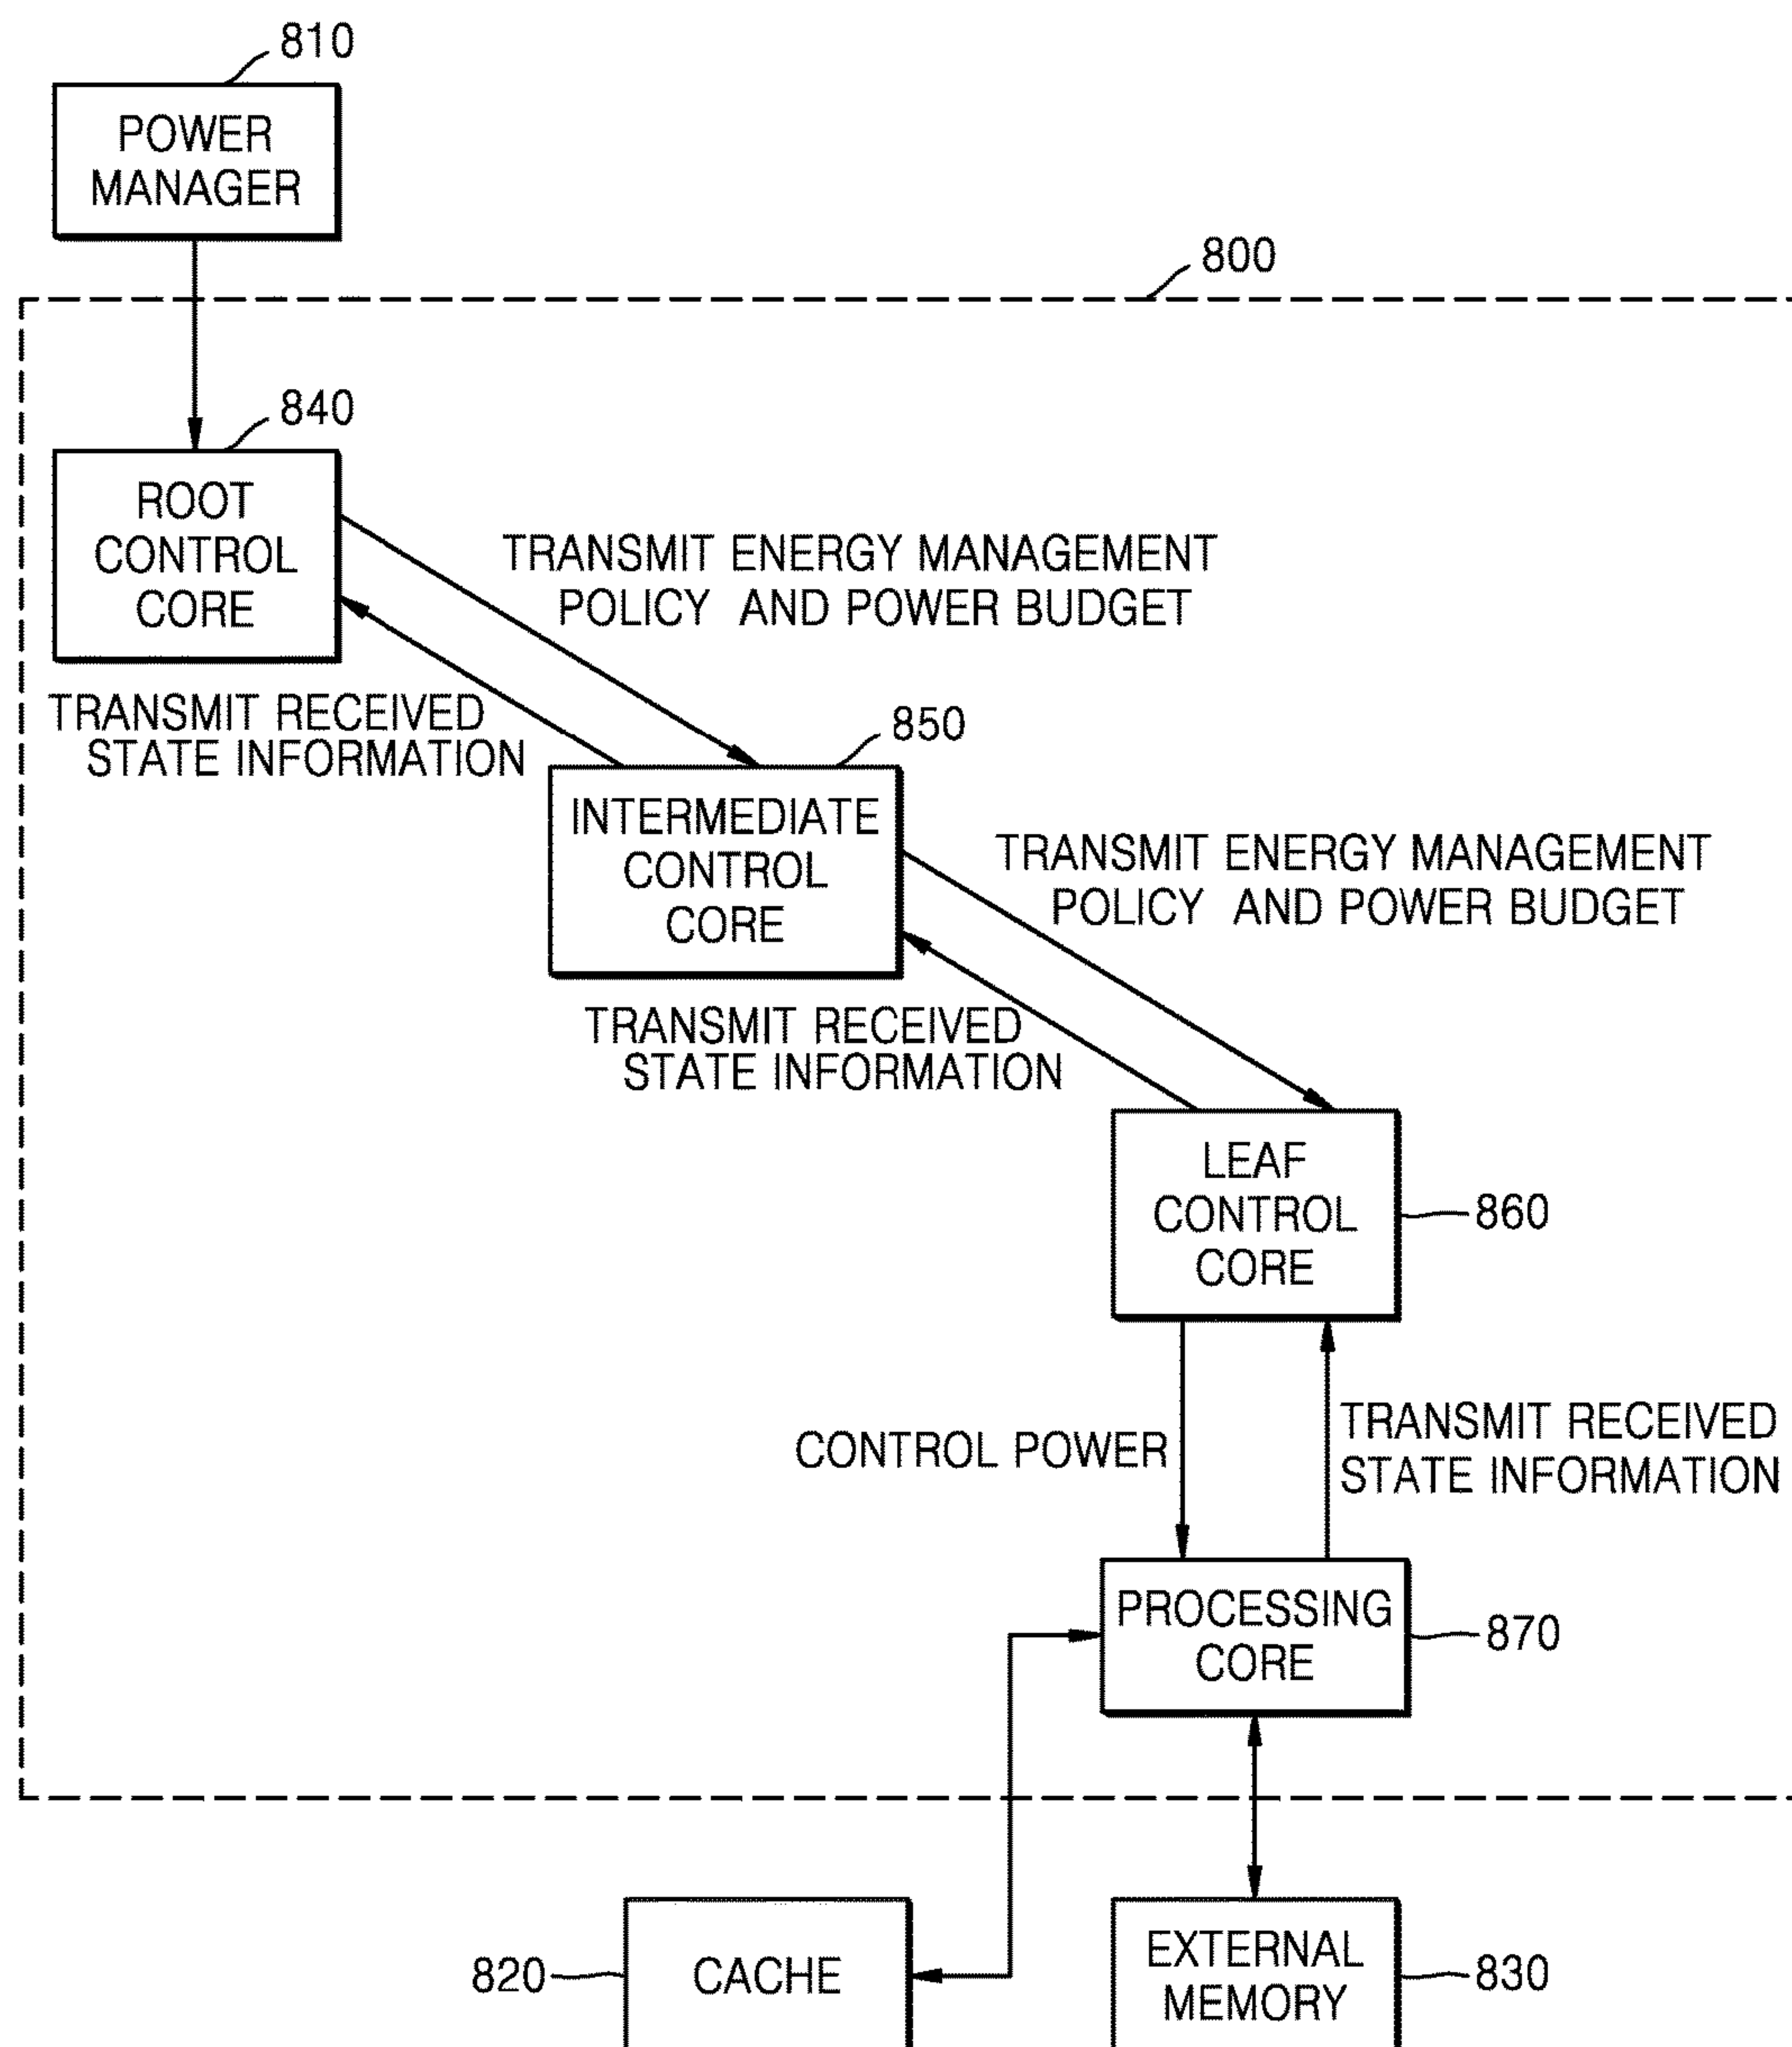 810
POWER
MANAGER
800
840
ROOT
CONTROL
CORE
TRANSMIT ENERGY MANAGEMENT
POLICY AND POWER BUDGET
TRANSMIT RECEIVED
STATE INFORMATION
850
INTERMEDIATE
CONTROL
CORE
TRANSMIT ENERGY MANAGEMENT
POLICY AND POWER BUDGET
TRANSMIT RECEIVED
STATE INFORMATION
LEAF
CONTROL
CORE
860
CONTROL POWER
TRANSMIT RECEIVED
STATE INFORMATION
PROCESSING
CORE
870
820
CACHE
EXTERNAL
MEMORY
830